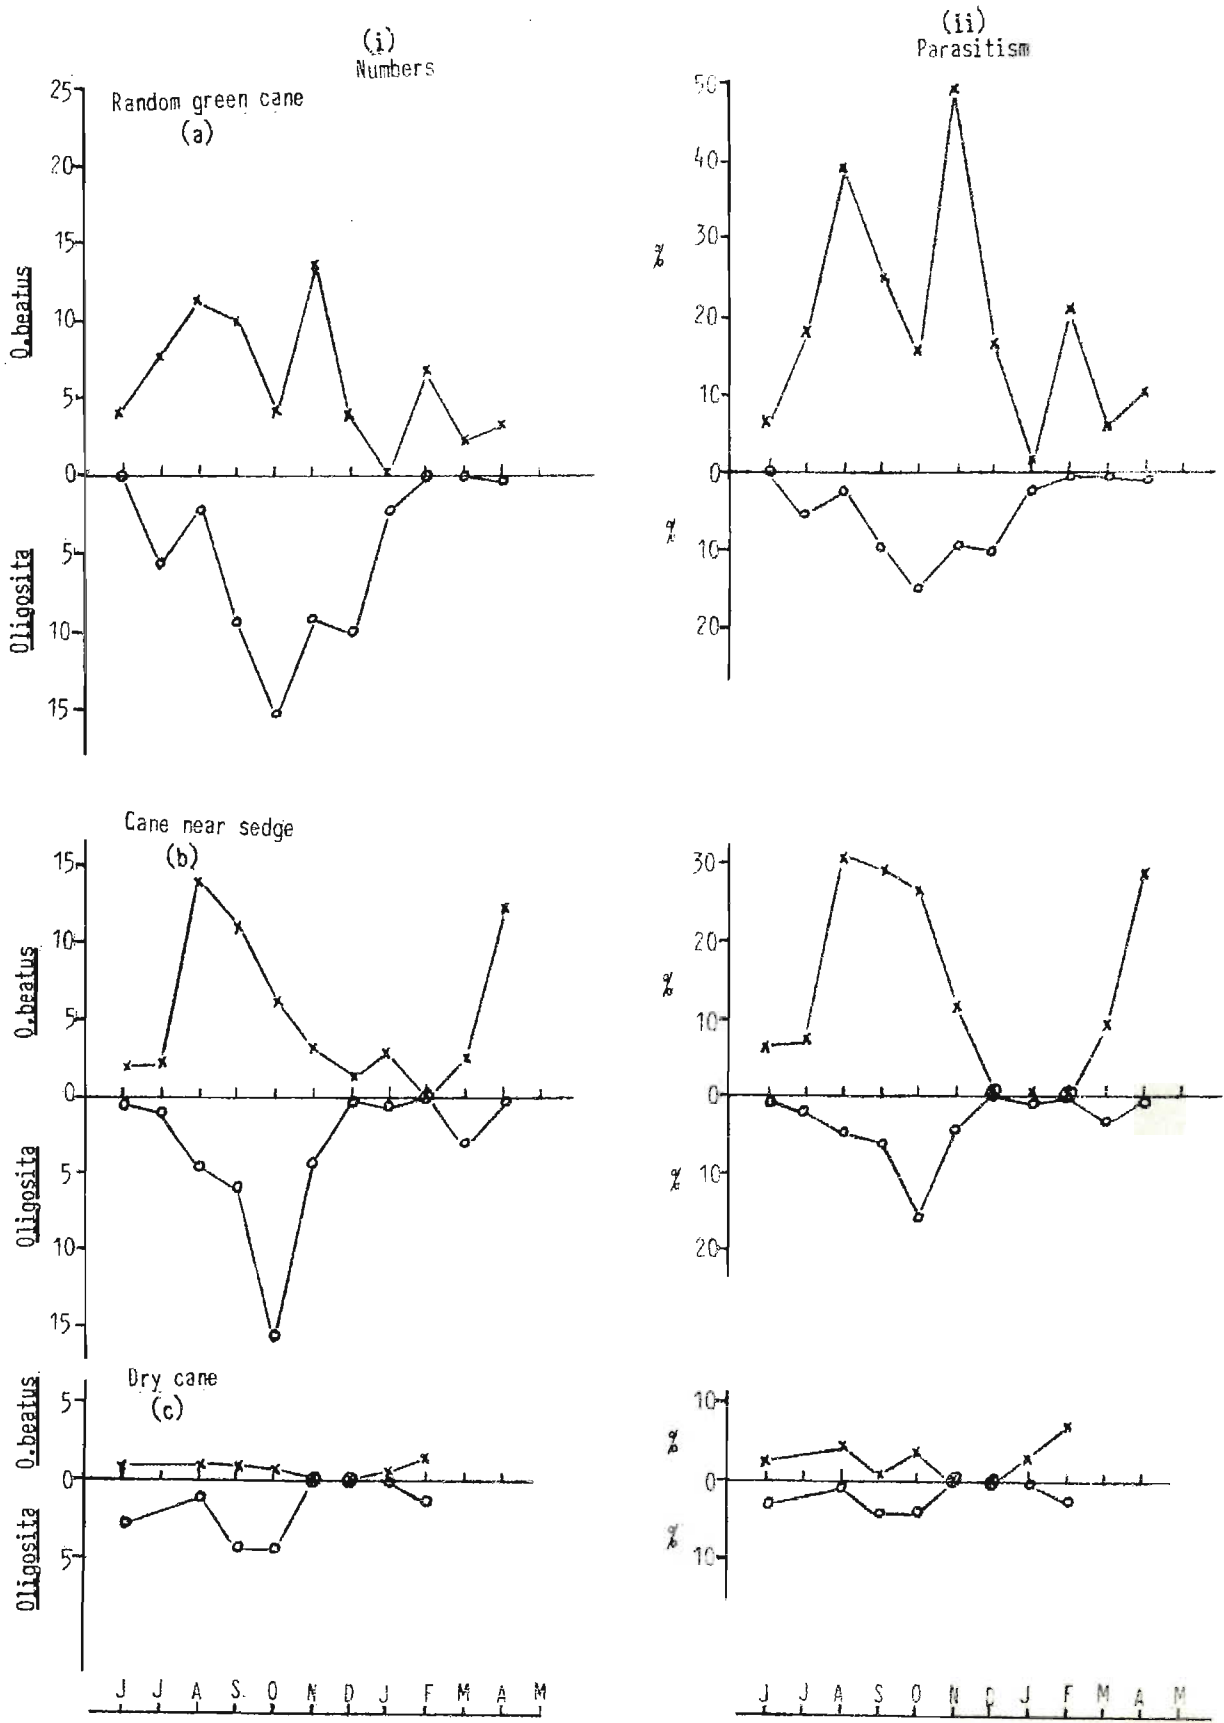 (i)
Numbers
(ii)
Parasitism
Random green cane
(a)
25
20
15
10
5
0
5
10
15
O.beatus
Oligosita
50
40
30
20
10
0
10
20
%
%
Cane near sedge
(b)
15
10
5
0
5
10
15
O.beatus
Oligosita
30
20
10
0
10
20
%
%
Dry cane
(c)
5
0
5
O.beatus
Oligosita
10
0
10
%
%
J J A S O N D J F M A M
J J A S O N D J F M A M